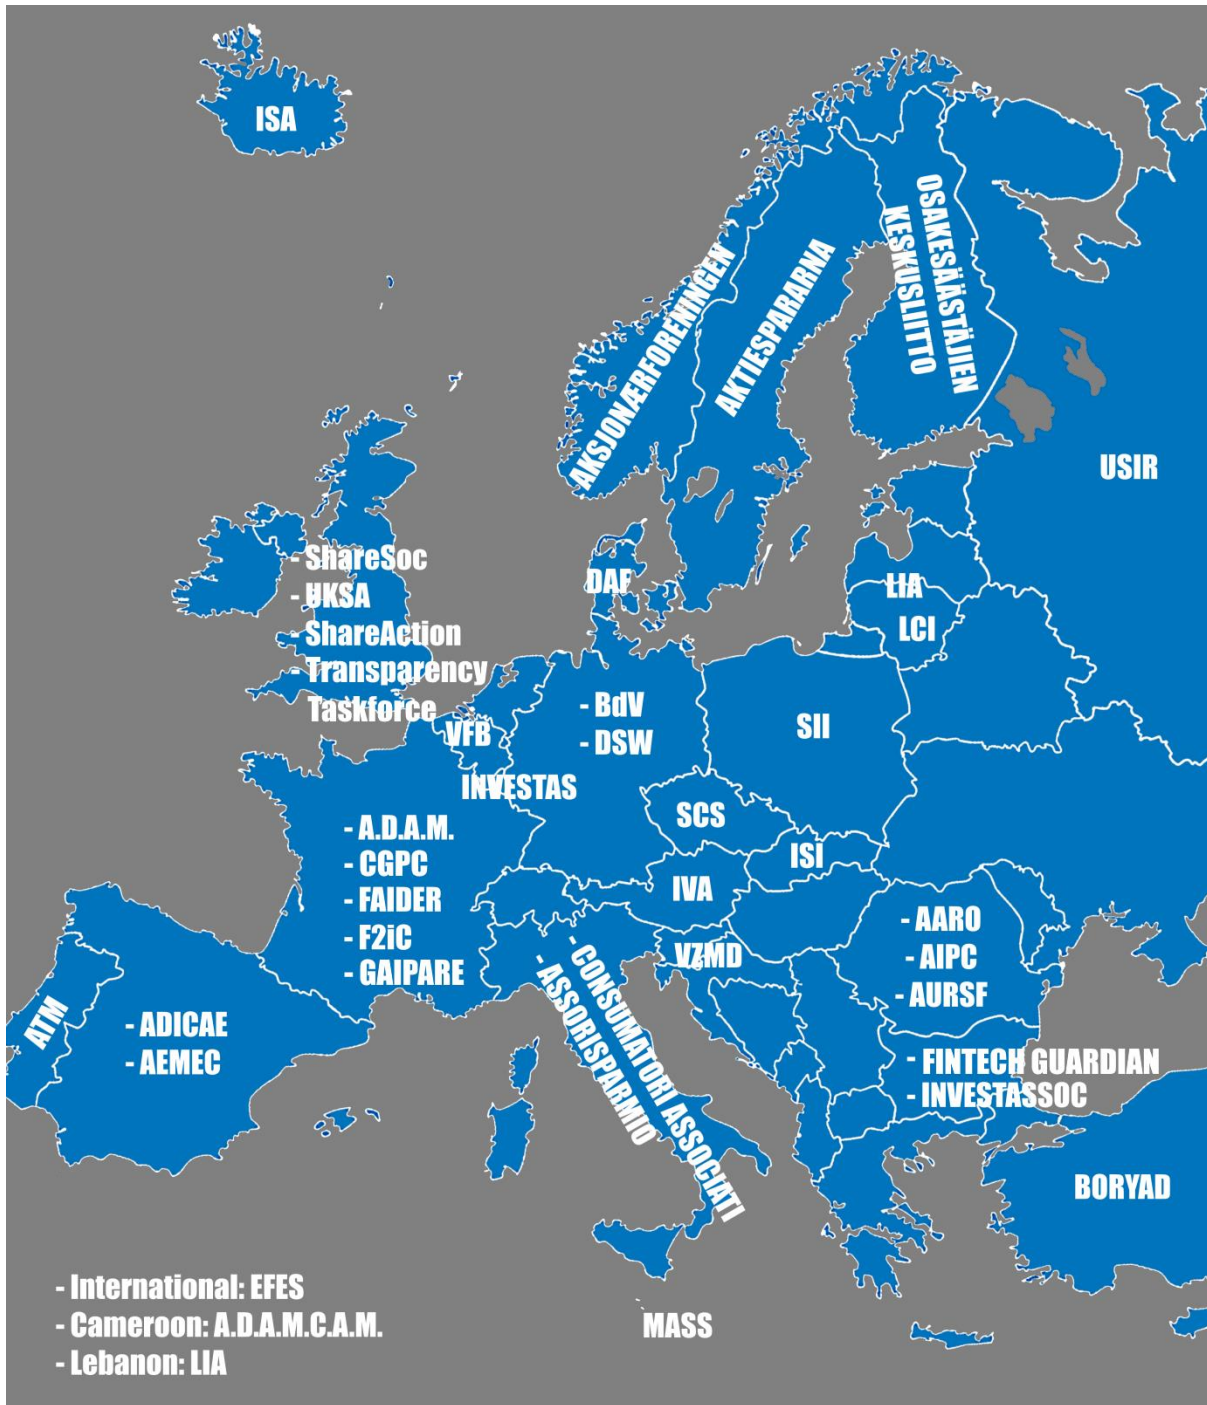 ISA
AKSJONÆRFORENINGEN
AKTIESPARARNA
OSAKESÄÄSTÄJIEN
KESKUSLIITTO
USIR
- ShareSoc
- UKSA
- ShareAction
- Transparency
Taskforce
DAF
LIA
LCI
VFB
INVESTAS
- BdV
- DSW
SII
SCS
ISI
IVA
VZMD
- A.D.A.M.
- CGPC
- FAIDER
- F2iC
- GAIPARE
- AARO
- AIPC
- AURSF
ATM
- ADICAE
- AEMEC
- CONSUMATORI ASSOCIATI
- ASSORISPARMIO
- FINTECH GUARDIAN
- INVESTASSOC
BORYAD
MASS
- International: EFES
- Cameroon: A.D.A.M.C.A.M.
- Lebanon: LIA